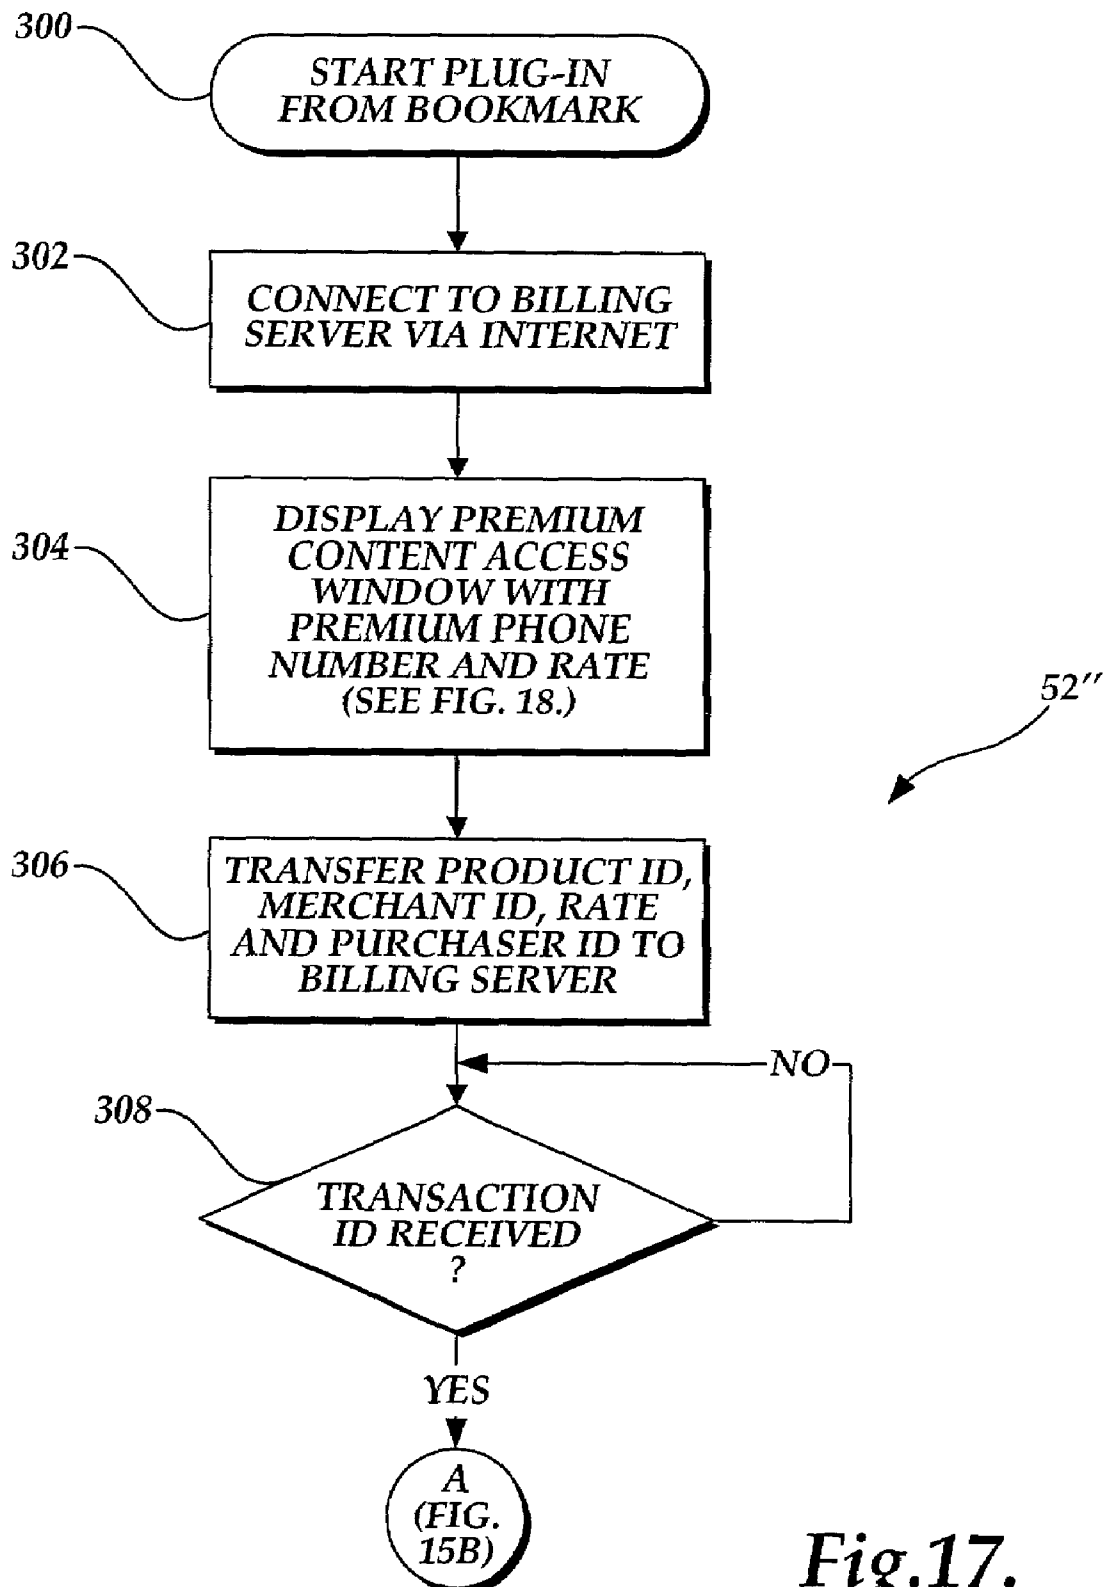 300
START PLUG-IN
FROM BOOKMARK
302
CONNECT TO BILLING
SERVER VIA INTERNET
304
DISPLAY PREMIUM
CONTENT ACCESS
WINDOW WITH
PREMIUM PHONE
NUMBER AND RATE
(SEE FIG. 18.)
52″
306
TRANSFER PRODUCT ID,
MERCHANT ID, RATE
AND PURCHASER ID TO
BILLING SERVER
NO
308
TRANSACTION
ID RECEIVED
?
YES
A
(FIG.
15B)
Fig.17.